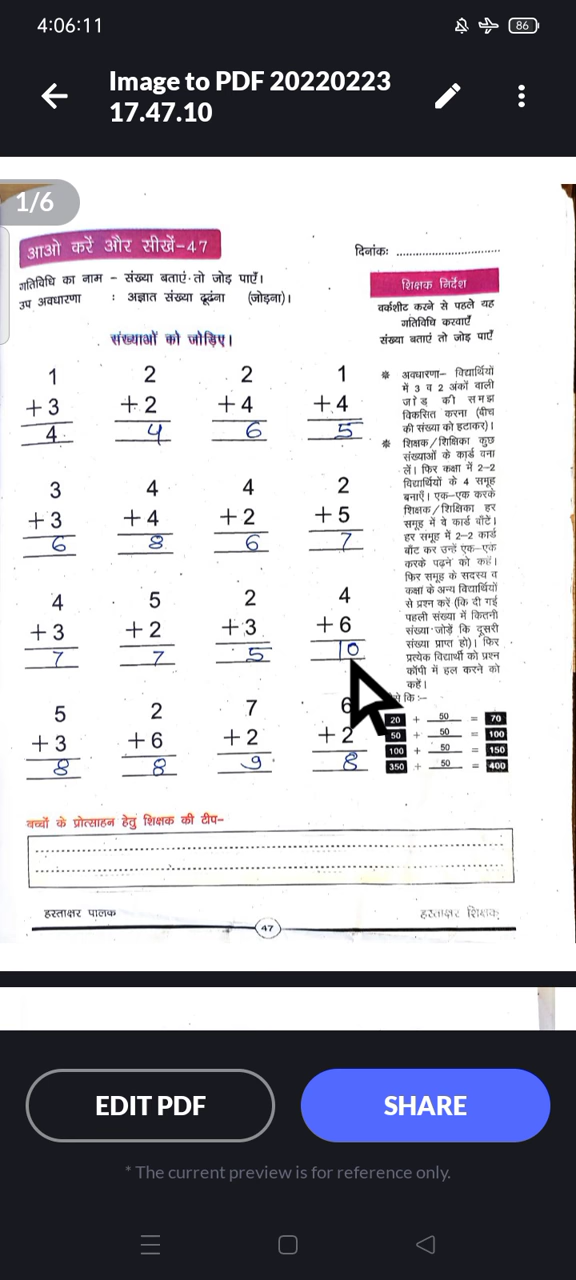 4:06:11
86
Image to PDF 20220223
17.47.10
1/6
आओ करें और सीखें-47
दिनांकः
गतिविधि का नाम - संख्या बताएं तो जोड़ पाएँ।
उप अवधारणा : अज्ञात संख्या ढूढंना (जोड़ना)।
संख्याओं को जोड़िए।
1 2 2 1
+3 +2 +4 +4
4 4 6 5
3 4 4 2
+3 +4 +2 +5
6 8 6 7
4 5 2 4
+3 +2 +3 +6
7 7 5 10
5 2 7 6
+3 +6 +2 +2
8 8 9 8
शिक्षक निर्देश
वर्कशीट करने से पहले यह
गतिविधि करवाएँ
संख्या बताएं तो जोड़ पाएँ
* अवधारणा- विद्यार्थियों
में 3 व 2 अंकों वाली
जोड़ की समझ
विकसित करना (बीच
की संख्या को हटाकर)।
* शिक्षक/शिक्षिका कुछ
संख्याओं के कार्ड बना
लें। फिर कक्षा में 2-2
विद्यार्थियों के 4 समूह
बनाएँ। एक-एक करके
शिक्षक/शिक्षिका हर
समूह में वे कार्ड बाँटें।
हर समूह में 2-2 कार्ड
बाँट कर उन्हें एक-एक
करके पढ़ने को कहें।
फिर समूह के सदस्य व
कक्षा के अन्य विद्यार्थियों
से प्रश्न करें (कि दी गई
पहली संख्या में कितनी
संख्या जोड़ें कि दूसरी
संख्या प्राप्त हो)। फिर
प्रत्येक विद्यार्थी को प्रश्न
कॉपी में हल करने को
कहें।
कि :-
20 + 50 = 70
50 + 50 = 100
100 + 50 = 150
350 + 50 = 400
बच्चों के प्रोत्साहन हेतु शिक्षक की टीप-
हस्ताक्षर पालक
हस्ताक्षर शिक्षक
47
EDIT PDF
SHARE
* The current preview is for reference only.